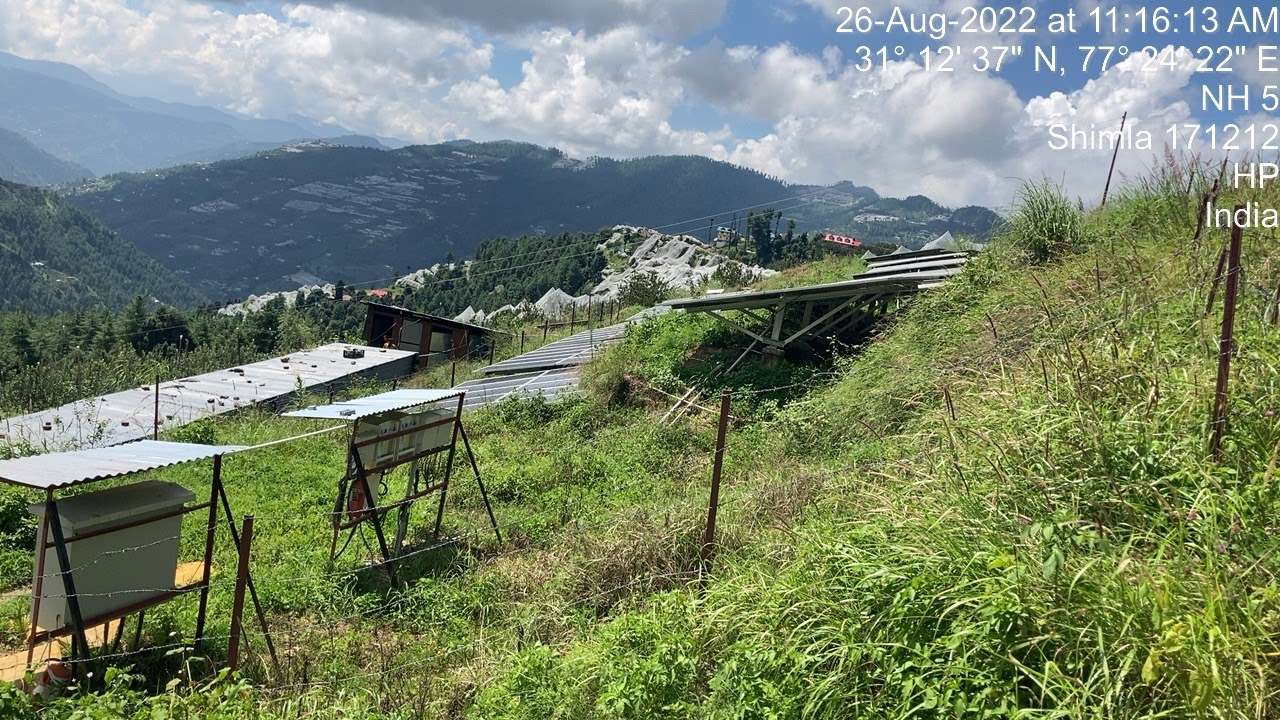 26-Aug-2022 at 11:16:13 AM
31° 12' 37" N, 77° 24' 22" E
NH 5
Shimla 171212
HP
India